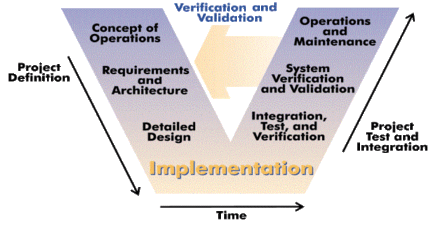 Verification and
Validation
Concept of
Operations
Operations
and
Maintenance
Project
Definition
Requirements
and
Architecture
System
Verification
and Validation
Detailed
Design
Integration,
Test, and
Verification
Project
Test and
Integration
Implementation
Time